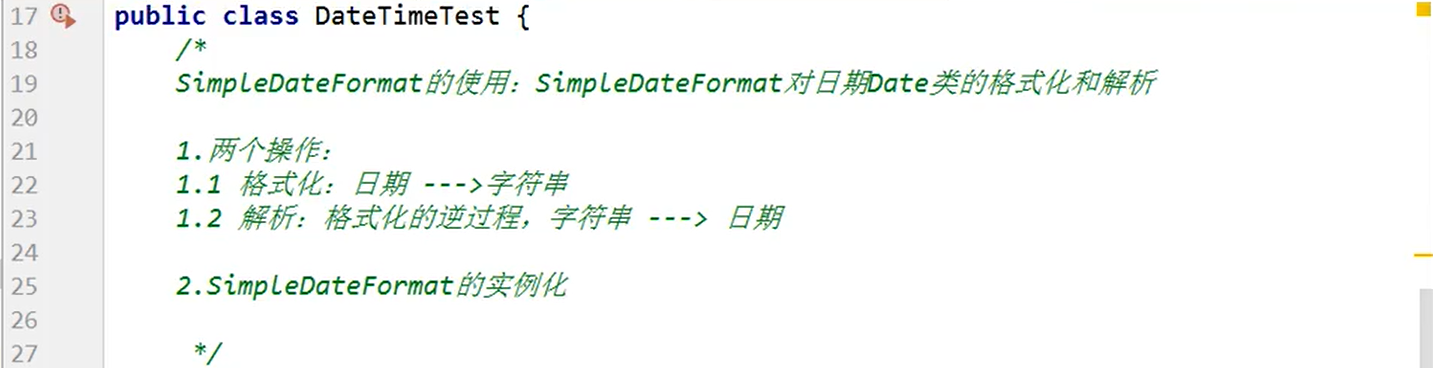 17 public class DateTimeTest {
18 /*
19 SimpleDateFormat的使用：SimpleDateFormat对日期Date类的格式化和解析
20
21 1.两个操作：
22 1.1 格式化：日期 --->字符串
23 1.2 解析：格式化的逆过程，字符串 ---> 日期
24
25 2.SimpleDateFormat的实例化
26
27 */